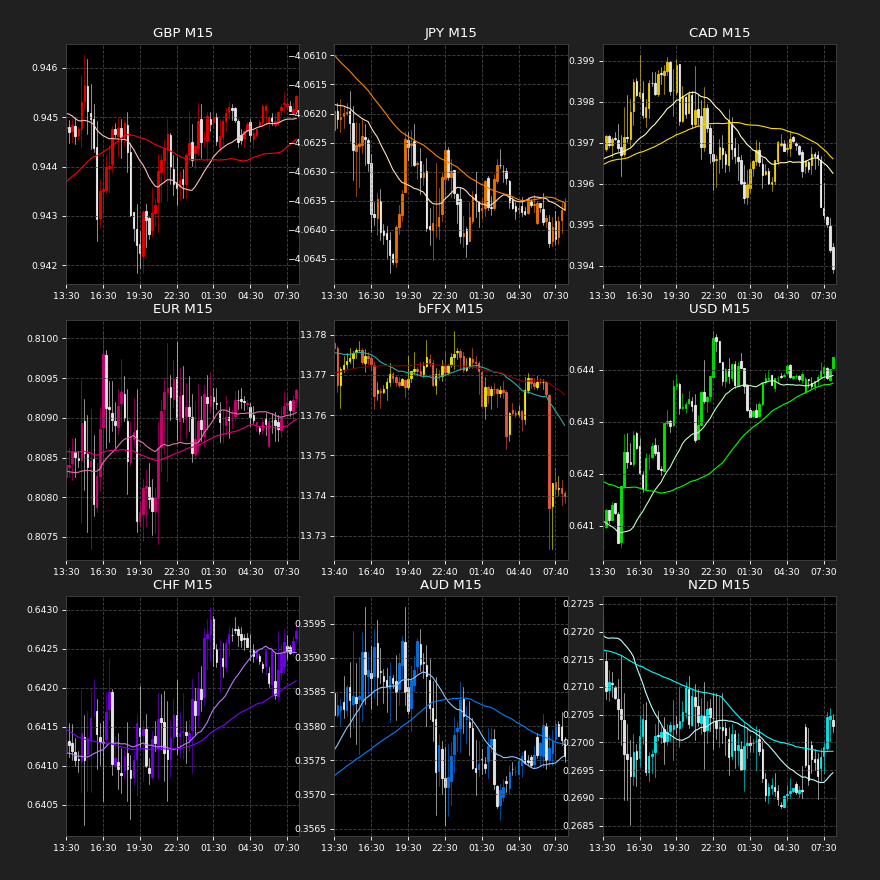 GBP M15 JPY M15 CAD M15
0.946 −4.0610 0.399
0.945 −4.0615 0.398
0.944 −4.0620 0.397
0.943 −4.0625 0.396
0.942 −4.0630 0.395
−4.0635 0.394
−4.0640
−4.0645
13:30 16:30 19:30 22:30 01:30 04:30 07:30 13:30 16:30 19:30 22:30 01:30 04:30 07:30 13:30 16:30 19:30 22:30 01:30 04:30 07:30
EUR M15 bFFX M15 USD M15
0.8100 13.78 0.644
0.8095 13.77 0.643
0.8090 13.76 0.642
0.8085 13.75 0.641
0.8080 13.74
0.8075 13.73
13:30 16:30 19:30 22:30 01:30 04:30 07:30 13:40 16:40 19:40 22:40 01:40 04:40 07:40 13:30 16:30 19:30 22:30 01:30 04:30 07:30
CHF M15 AUD M15 NZD M15
0.6430 0.3595 0.2725
0.6425 0.3590 0.2720
0.6420 0.3585 0.2715
0.6415 0.3580 0.2710
0.6410 0.3575 0.2705
0.6405 0.3570 0.2700
0.3565 0.2695
0.2690
0.2685
13:30 16:30 19:30 22:30 01:30 04:30 07:30 13:30 16:30 19:30 22:30 01:30 04:30 07:30 13:30 16:30 19:30 22:30 01:30 04:30 07:30